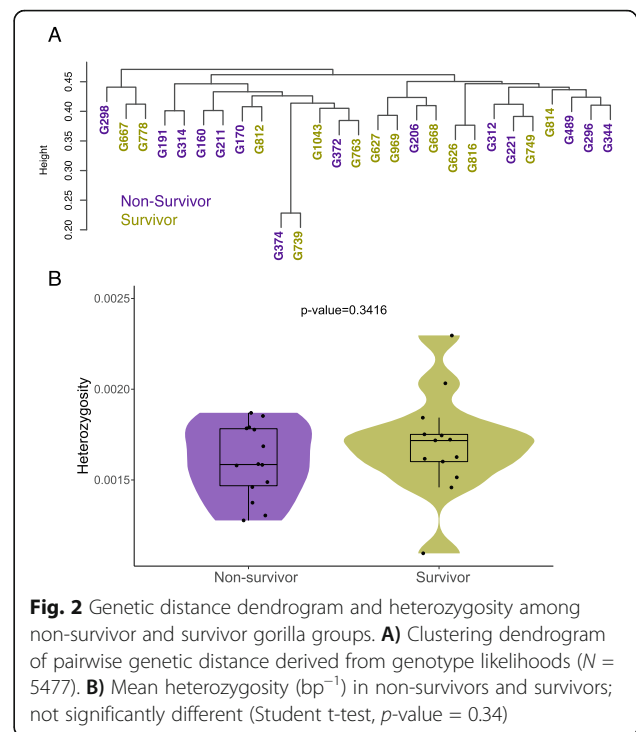 A
0.45
0.40
0.35
0.30
0.25
0.20
Height
G298
G667
G778
G191
G314
G160
G211
G170
G812
G374
G739
G1043
G372
G763
G627
G969
G206
G668
G626
G816
G312
G221
G749
G814
G489
G296
G344
Non-Survivor
Survivor
B
0.0025
0.0020
0.0015
Heterozygosity
p-value=0.3416
Non-survivor
Survivor
Fig. 2 Genetic distance dendrogram and heterozygosity among
non-survivor and survivor gorilla groups. A) Clustering dendrogram
of pairwise genetic distance derived from genotype likelihoods (N =
5477). B) Mean heterozygosity (bp⁻¹) in non-survivors and survivors;
not significantly different (Student t-test, p-value = 0.34)